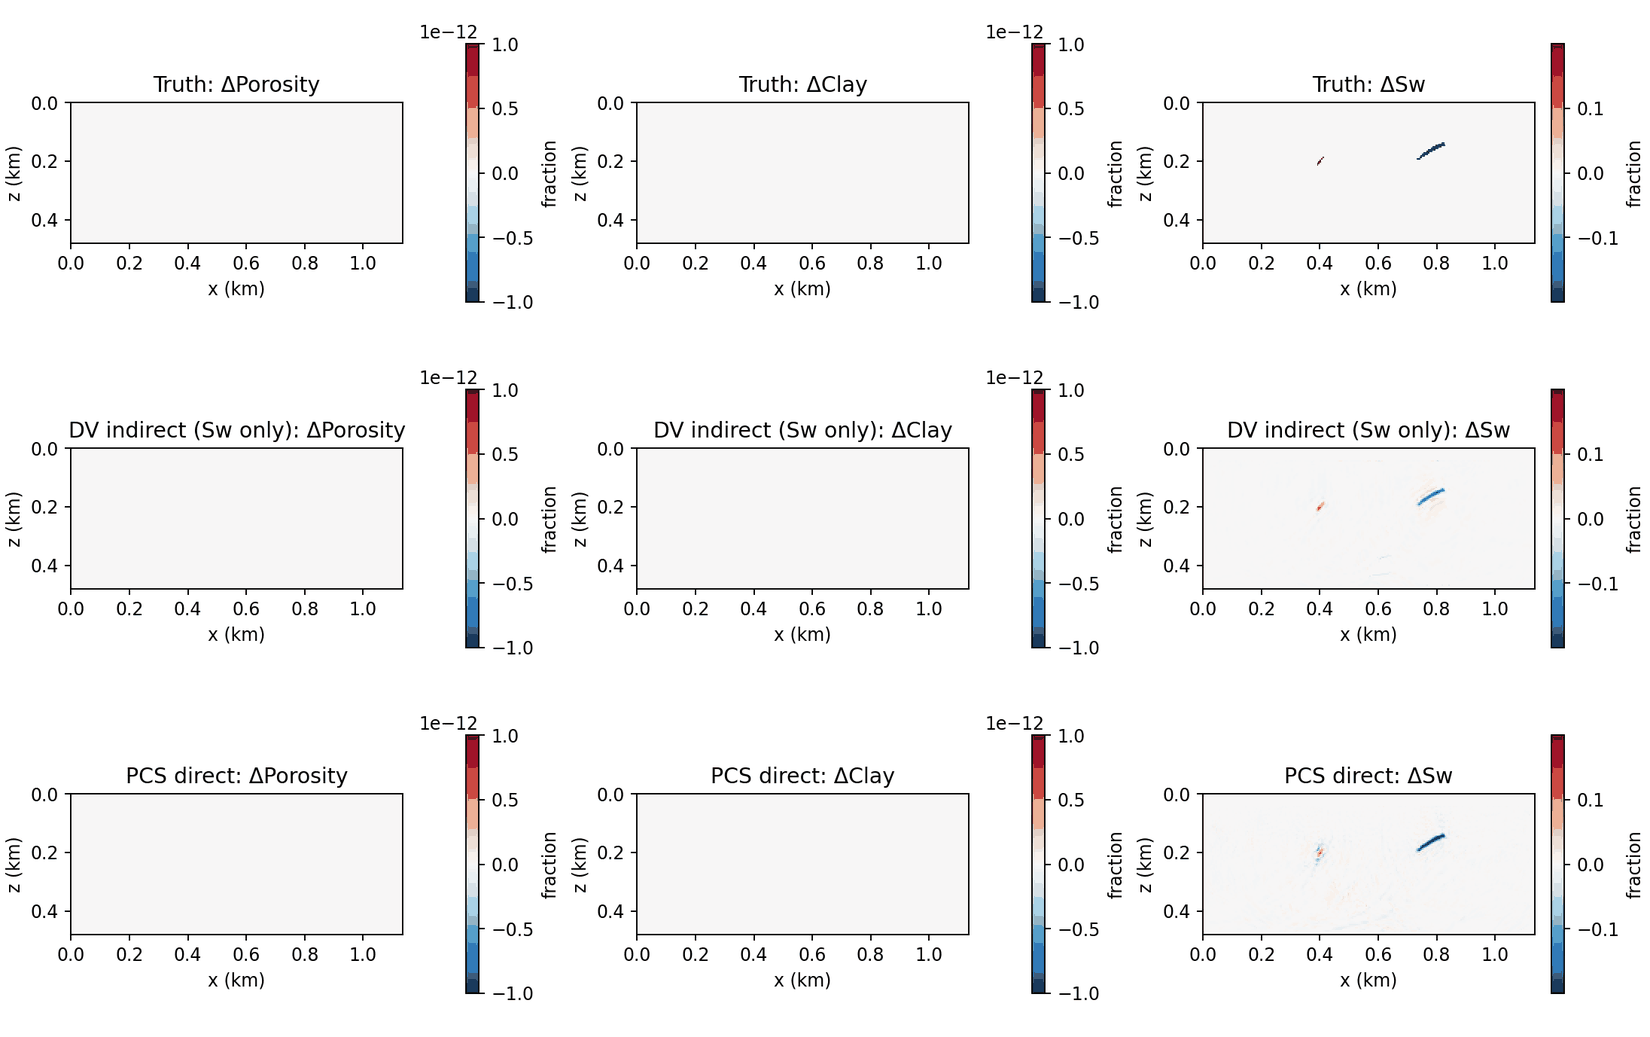 1e−12
1.0
0.5
0.0
−0.5
−1.0
fraction
Truth: ΔPorosity
0.0
0.2
0.4
z (km)
0.0 0.2 0.4 0.6 0.8 1.0
x (km)
1e−12
1.0
0.5
0.0
−0.5
−1.0
fraction
Truth: ΔClay
0.0
0.2
0.4
z (km)
0.0 0.2 0.4 0.6 0.8 1.0
x (km)
Truth: ΔSw
0.0
0.2
0.4
z (km)
0.0 0.2 0.4 0.6 0.8 1.0
x (km)
0.1
0.0
−0.1
fraction
1e−12
1.0
0.5
0.0
−0.5
−1.0
fraction
DV indirect (Sw only): ΔPorosity
0.0
0.2
0.4
z (km)
0.0 0.2 0.4 0.6 0.8 1.0
x (km)
1e−12
1.0
0.5
0.0
−0.5
−1.0
fraction
DV indirect (Sw only): ΔClay
0.0
0.2
0.4
z (km)
0.0 0.2 0.4 0.6 0.8 1.0
x (km)
DV indirect (Sw only): ΔSw
0.0
0.2
0.4
z (km)
0.0 0.2 0.4 0.6 0.8 1.0
x (km)
0.1
0.0
−0.1
fraction
1e−12
1.0
0.5
0.0
−0.5
−1.0
fraction
PCS direct: ΔPorosity
0.0
0.2
0.4
z (km)
0.0 0.2 0.4 0.6 0.8 1.0
x (km)
1e−12
1.0
0.5
0.0
−0.5
−1.0
fraction
PCS direct: ΔClay
0.0
0.2
0.4
z (km)
0.0 0.2 0.4 0.6 0.8 1.0
x (km)
PCS direct: ΔSw
0.0
0.2
0.4
z (km)
0.0 0.2 0.4 0.6 0.8 1.0
x (km)
0.1
0.0
−0.1
fraction